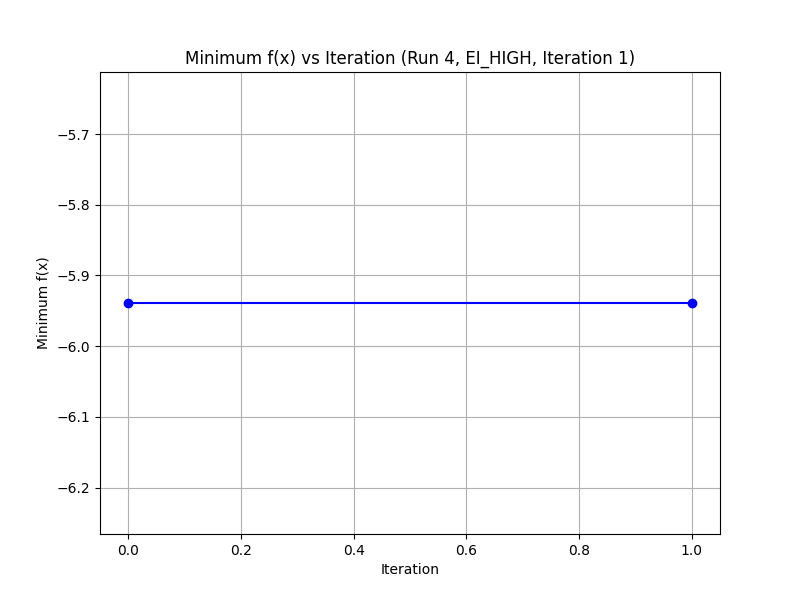 Minimum f(x) vs Iteration (Run 4, EI_HIGH, Iteration 1)
Minimum f(x)
−5.7
−5.8
−5.9
−6.0
−6.1
−6.2
0.0 0.2 0.4 0.6 0.8 1.0
Iteration